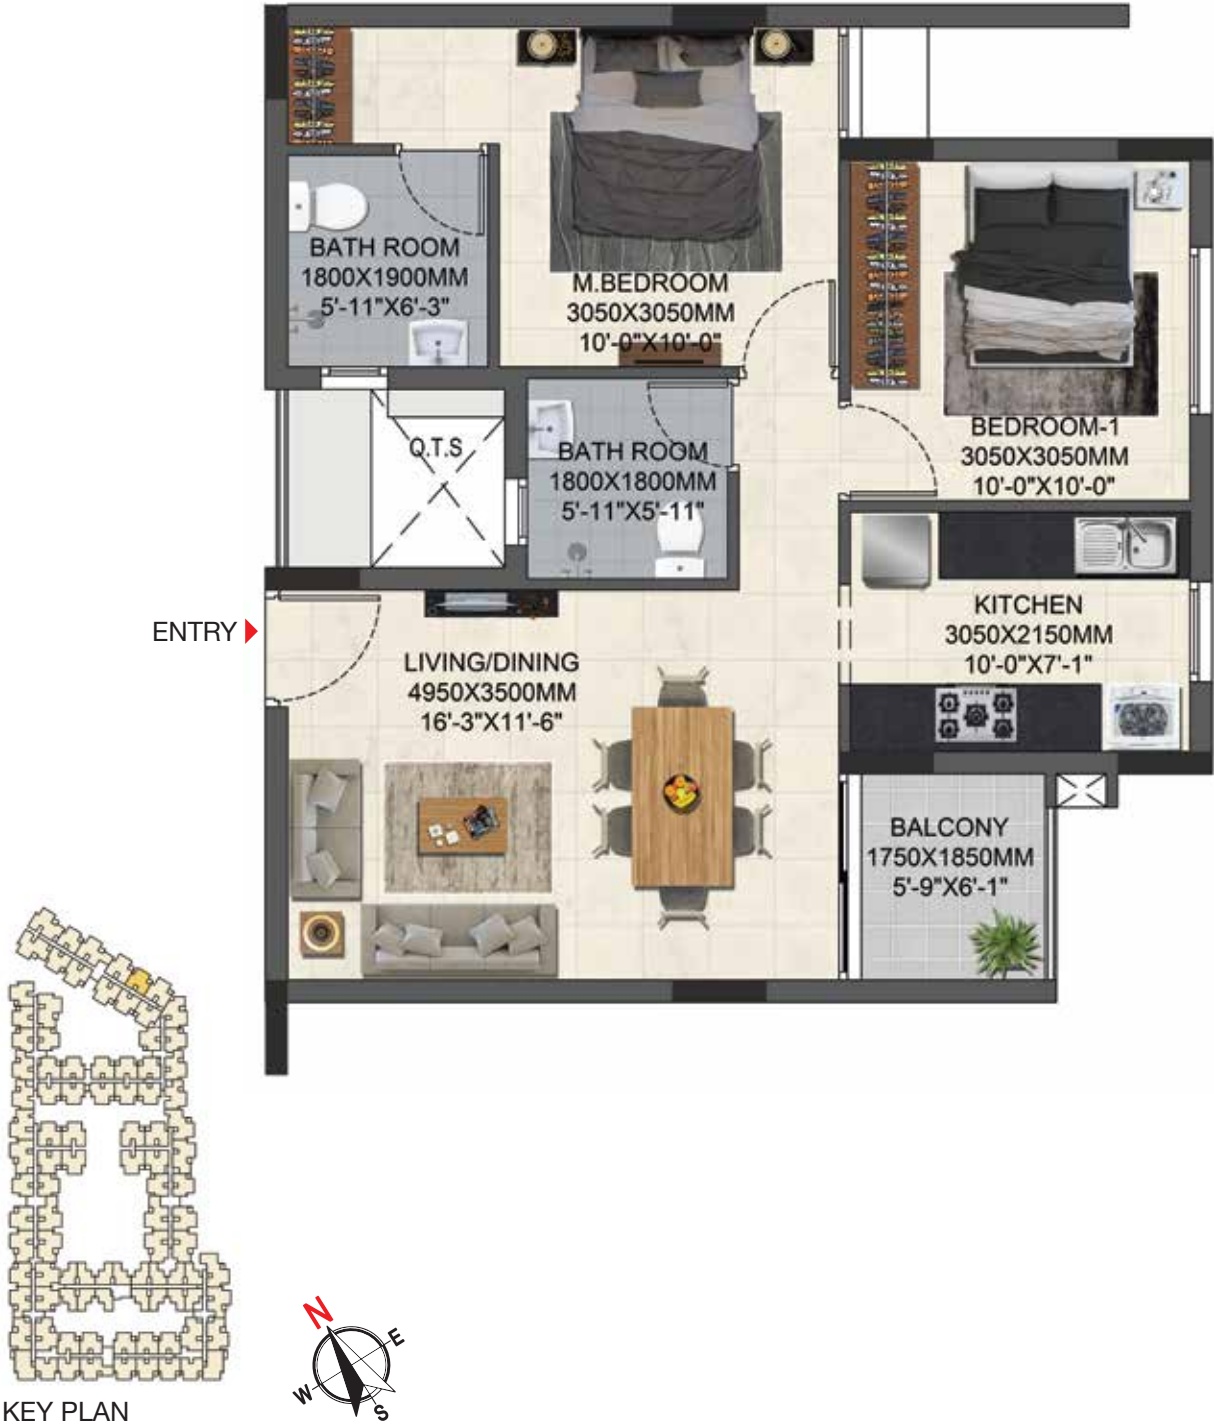 BATH ROOM
1800X1900MM
5'-11"X6'-3"
M.BEDROOM
3050X3050MM
10'-0"X10'-0"
BEDROOM-1
3050X3050MM
10'-0"X10'-0"
O.T.S
BATH ROOM
1800X1800MM
5'-11"X5'-11"
ENTRY
KITCHEN
3050X2150MM
10'-0"X7'-1"
LIVING/DINING
4950X3500MM
16'-3"X11'-6"
BALCONY
1750X1850MM
5'-9"X6'-1"
N
E
W
S
KEY PLAN